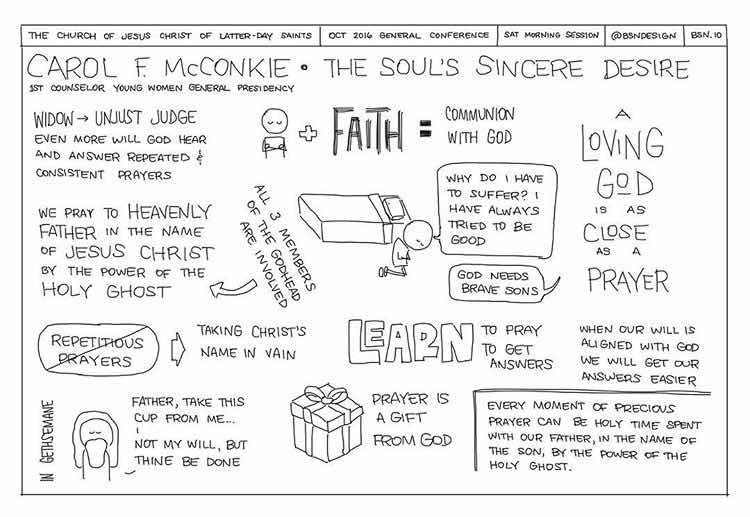 THE CHURCH OF JESUS CHRIST OF LATTER-DAY SAINTS
OCT 2016 GENERAL CONFERENCE
SAT MORNING SESSION
@BSNDESIGN
BSN.10
CAROL F. McCONKIE • THE SOUL'S SINCERE DESIRE
1ST COUNSELOR YOUNG WOMEN GENERAL PRESIDENCY
WIDOW → UNJUST JUDGE
EVEN MORE WILL GOD HEAR
AND ANSWER REPEATED &
CONSISTENT PRAYERS
+ FAITH =
COMMUNION
WITH GOD
A
LOVING
GOD
IS AS
CLOSE
AS A
PRAYER
WE PRAY TO HEAVENLY
FATHER IN THE NAME
OF JESUS CHRIST
BY THE POWER OF THE
HOLY GHOST
ALL 3 MEMBERS
OF THE GODHEAD
ARE INVOLVED
WHY DO I HAVE
TO SUFFER? I
HAVE ALWAYS
TRIED TO BE
GOOD
GOD NEEDS
BRAVE SONS
REPETITIOUS
PRAYERS
TAKING CHRIST'S
NAME IN VAIN
LEARN
TO PRAY
TO GET
ANSWERS
WHEN OUR WILL IS
ALIGNED WITH GOD
WE WILL GET OUR
ANSWERS EASIER
IN GETHSEMANE
FATHER, TAKE THIS
CUP FROM ME...
NOT MY WILL, BUT
THINE BE DONE
PRAYER IS
A GIFT
FROM GOD
EVERY MOMENT OF PRECIOUS
PRAYER CAN BE HOLY TIME SPENT
WITH OUR FATHER, IN THE NAME OF
THE SON, BY THE POWER OF THE
HOLY GHOST.